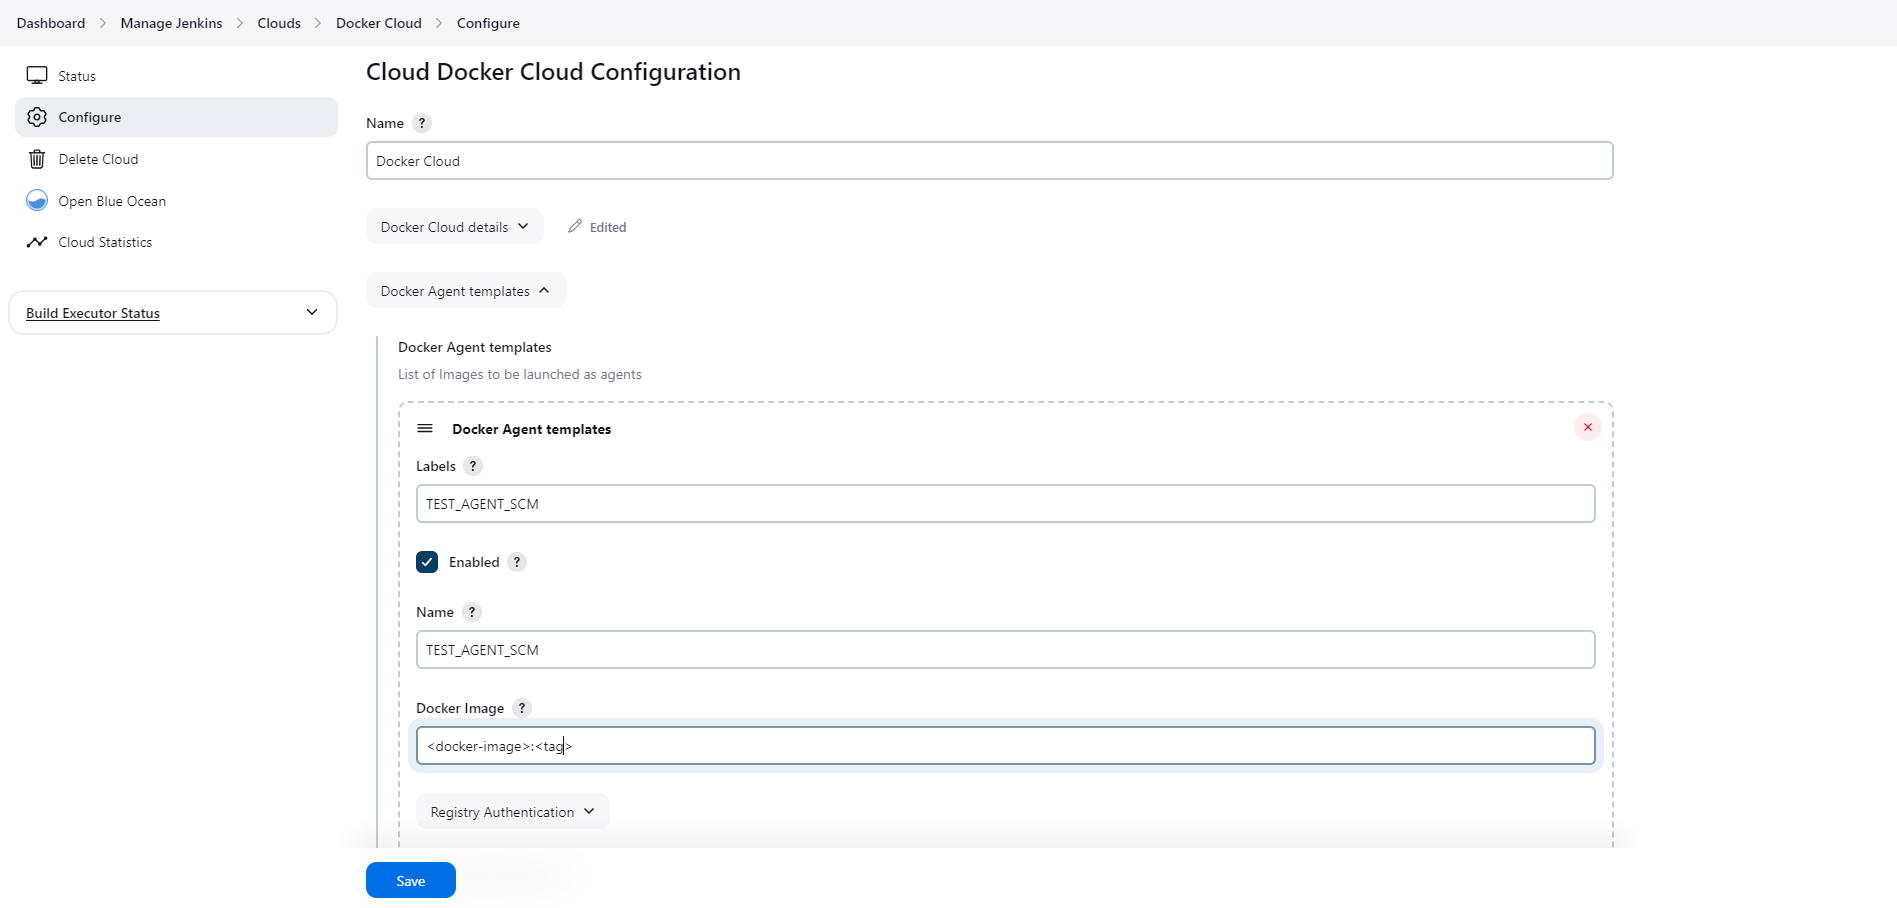 Dashboard > Manage Jenkins > Clouds > Docker Cloud > Configure
Status
Configure
Delete Cloud
Open Blue Ocean
Cloud Statistics
Build Executor Status
Cloud Docker Cloud Configuration
Name ?
Docker Cloud
Docker Cloud details Edited
Docker Agent templates
Docker Agent templates
List of Images to be launched as agents
Docker Agent templates
Labels ?
TEST_AGENT_SCM
Enabled ?
Name ?
TEST_AGENT_SCM
Docker Image ?
<docker-image>:<tag>
Registry Authentication
Save